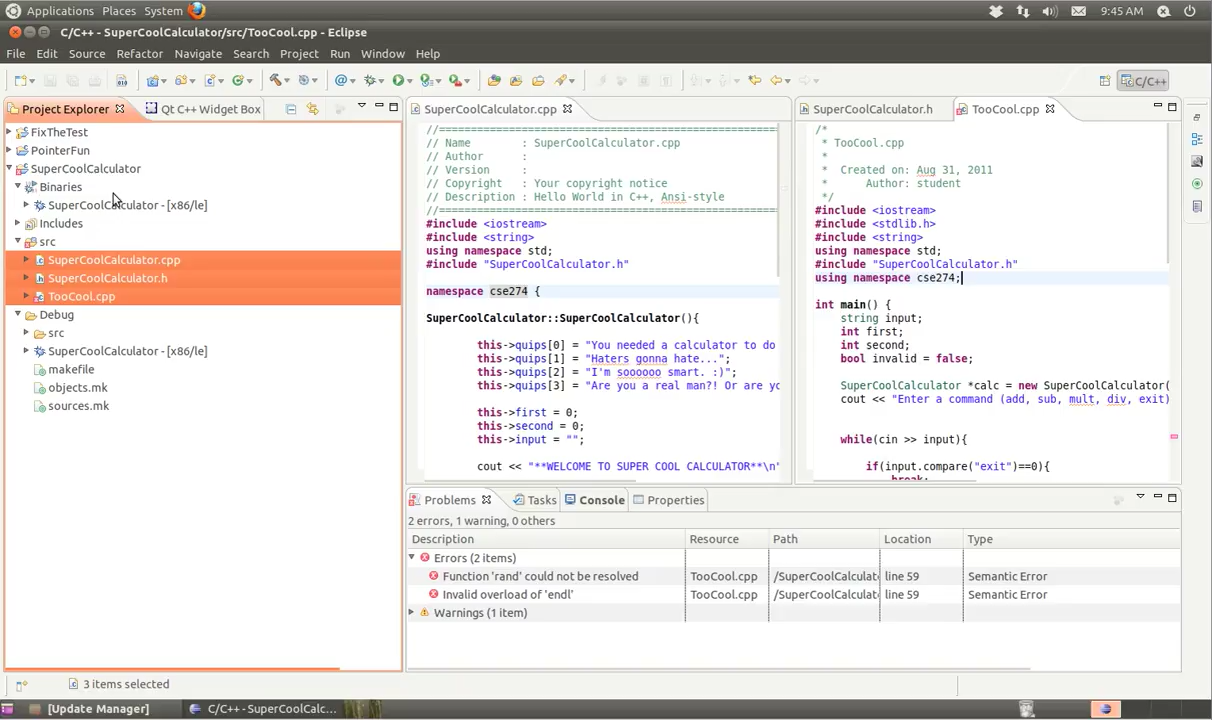 Applications Places System 9:45 AM
C/C++ - SuperCoolCalculator/src/TooCool.cpp - Eclipse
File Edit Source Refactor Navigate Search Project Run Window Help
C/C++
Project Explorer Qt C++ Widget Box
FixTheTest
PointerFun
SuperCoolCalculator
Binaries
SuperCoolCalculator - [x86/le]
Includes
src
SuperCoolCalculator.cpp
SuperCoolCalculator.h
TooCool.cpp
Debug
src
SuperCoolCalculator - [x86/le]
makefile
objects.mk
sources.mk
SuperCoolCalculator.cpp
//==================================================
// Name : SuperCoolCalculator.cpp
// Author :
// Version :
// Copyright : Your copyright notice
// Description : Hello World in C++, Ansi-style
//==================================================
#include <iostream>
#include <string>
using namespace std;
#include "SuperCoolCalculator.h"
namespace cse274 {
SuperCoolCalculator::SuperCoolCalculator(){
this->quips[0] = "You needed a calculator to do
this->quips[1] = "Haters gonna hate...";
this->quips[2] = "I'm soooooo smart. :)";
this->quips[3] = "Are you a real man?! Or are yo
this->first = 0;
this->second = 0;
this->input = "";
cout << "**WELCOME TO SUPER COOL CALCULATOR**\n"
SuperCoolCalculator.h TooCool.cpp
/*
* TooCool.cpp
*
* Created on: Aug 31, 2011
* Author: student
*/
#include <iostream>
#include <stdlib.h>
#include <string>
using namespace std;
#include "SuperCoolCalculator.h"
using namespace cse274;
int main() {
string input;
int first;
int second;
bool invalid = false;
SuperCoolCalculator *calc = new SuperCoolCalculator(
cout << "Enter a command (add, sub, mult, div, exit)
while(cin >> input){
if(input.compare("exit")==0){
break;
Problems Tasks Console Properties
2 errors, 1 warning, 0 others
Description Resource Path Location Type
Errors (2 items)
Function 'rand' could not be resolved TooCool.cpp /SuperCoolCalculat line 59 Semantic Error
Invalid overload of 'endl' TooCool.cpp /SuperCoolCalculat line 59 Semantic Error
Warnings (1 item)
3 items selected
[Update Manager] C/C++ - SuperCoolCalc...